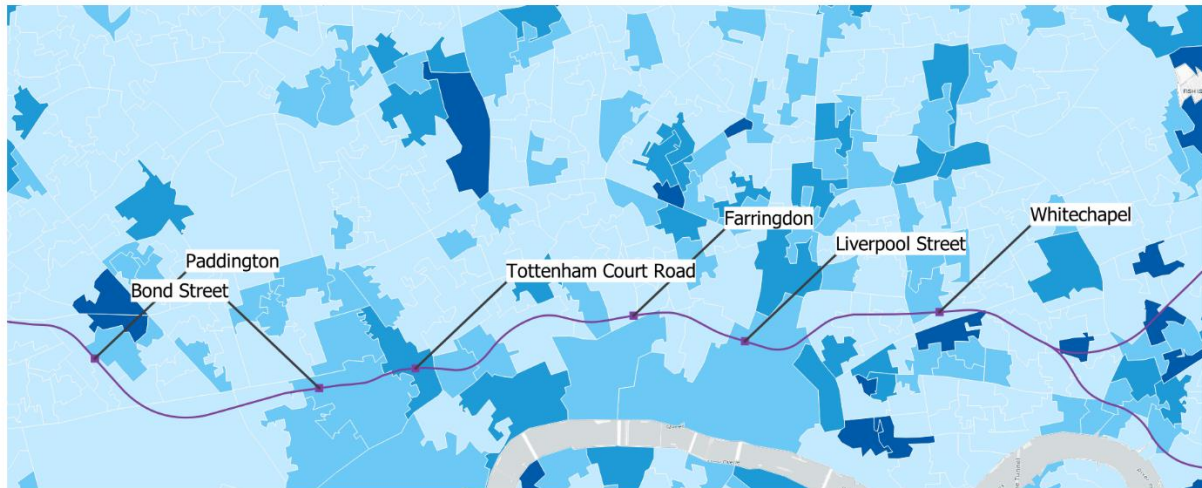 Paddington
Bond Street
Tottenham Court Road
Farringdon
Liverpool Street
Whitechapel